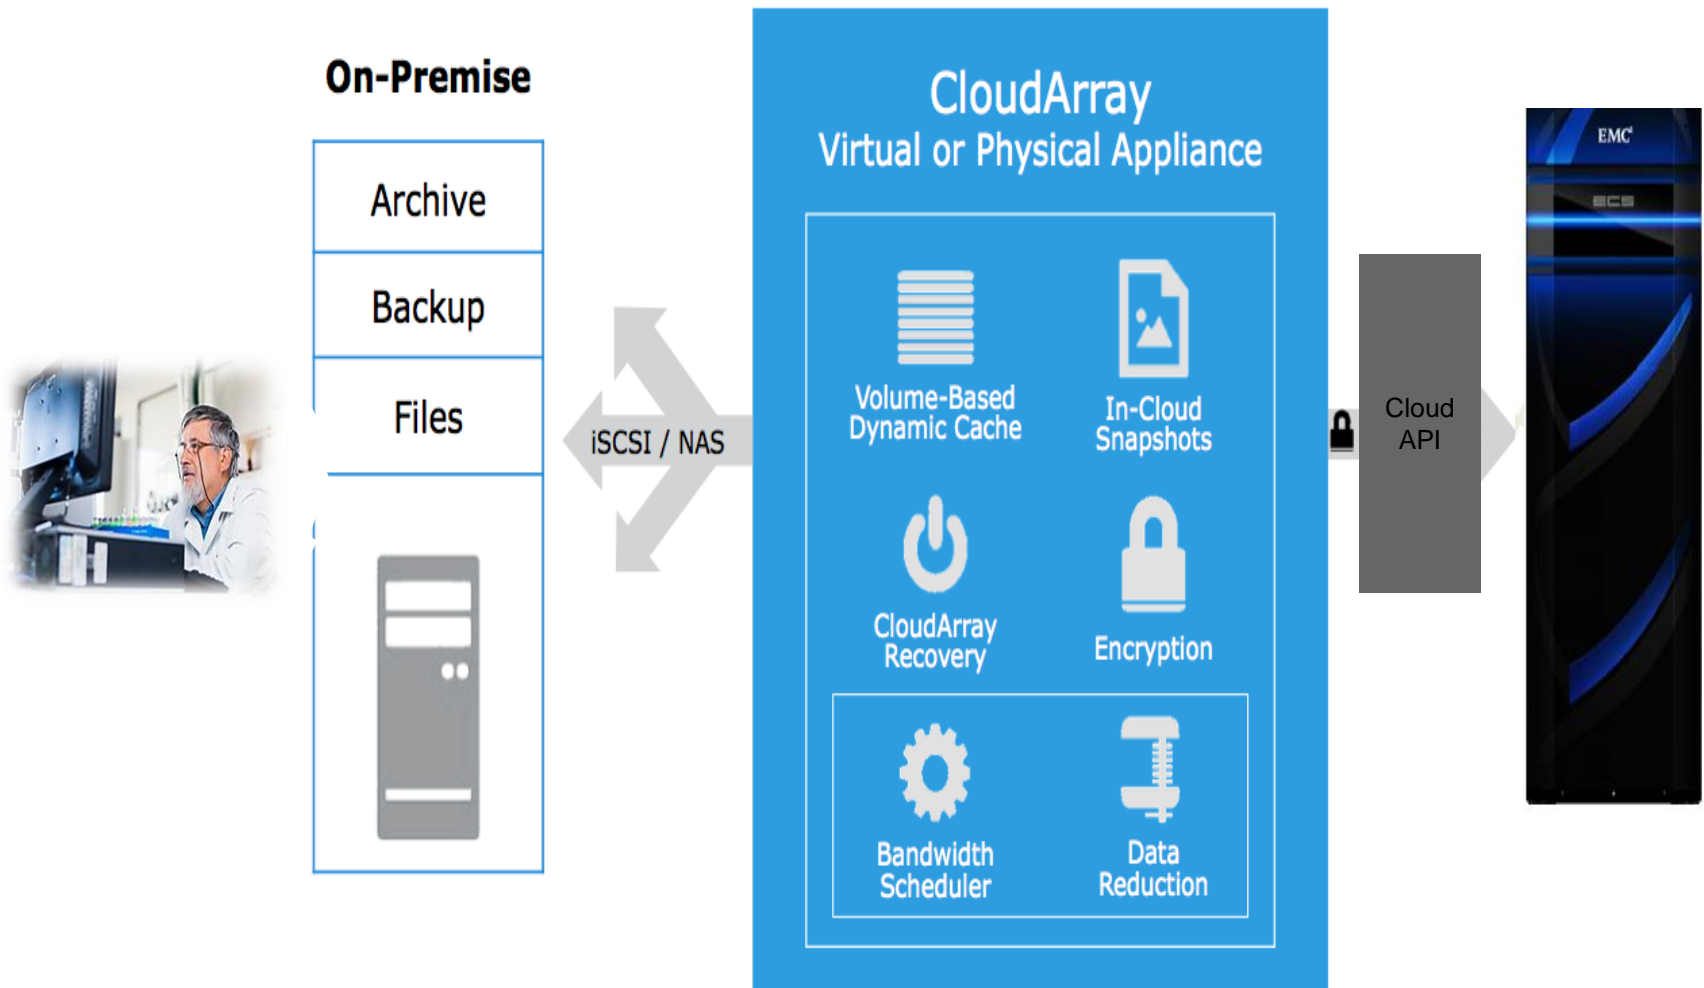 On-Premise
Archive
Backup
Files
iSCSI / NAS
CloudArray
Virtual or Physical Appliance
Volume-Based
Dynamic Cache
In-Cloud
Snapshots
CloudArray
Recovery
Encryption
Bandwidth
Scheduler
Data
Reduction
Cloud
API
EMC²
ECS